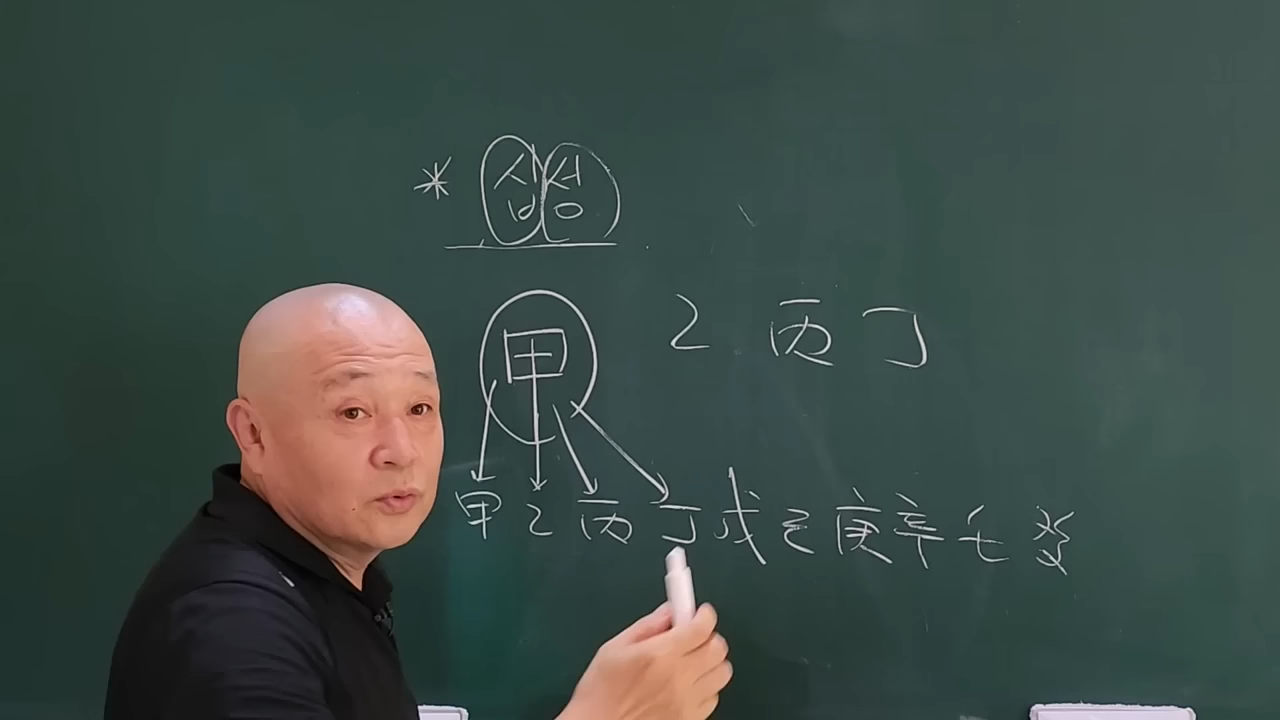 * 십성
甲 乙 丙 丁
甲 乙 丙 丁 戊 己 庚 辛 壬 癸